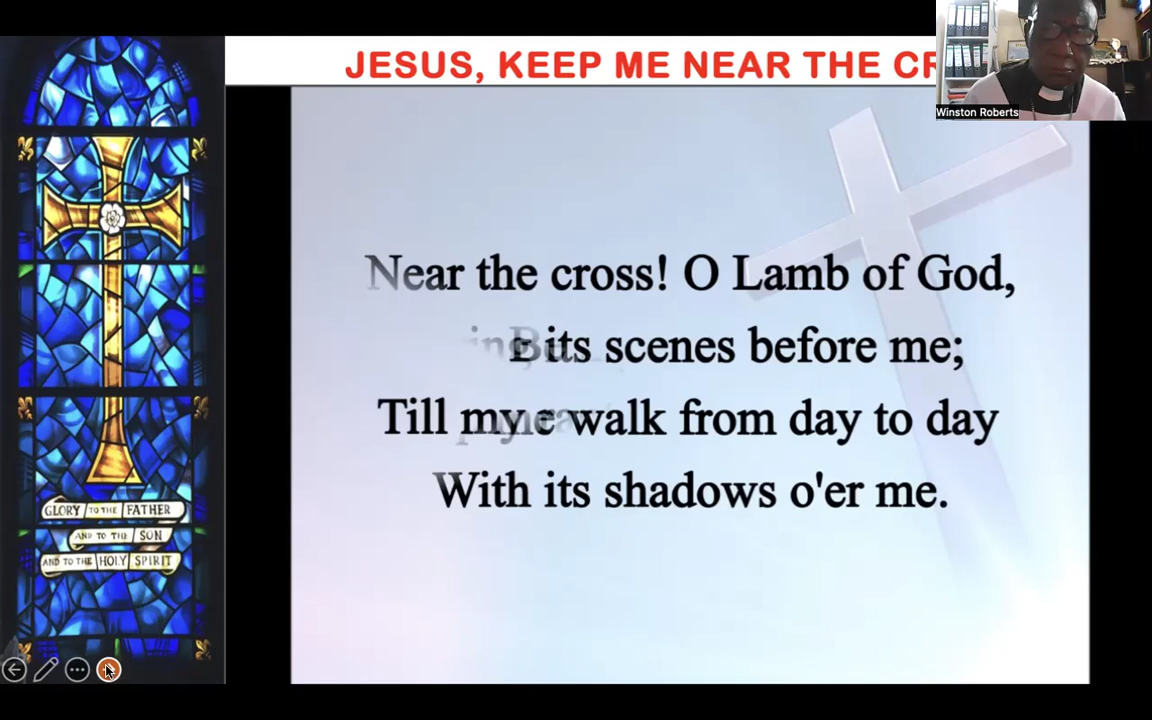 JESUS, KEEP ME NEAR THE CR
Winston Roberts
Near the cross! O Lamb of God,
its scenes before me;
Till my walk from day to day
With its shadows o'er me.
GLORY TO THE FATHER
AND TO THE SON
AND TO THE HOLY SPIRIT